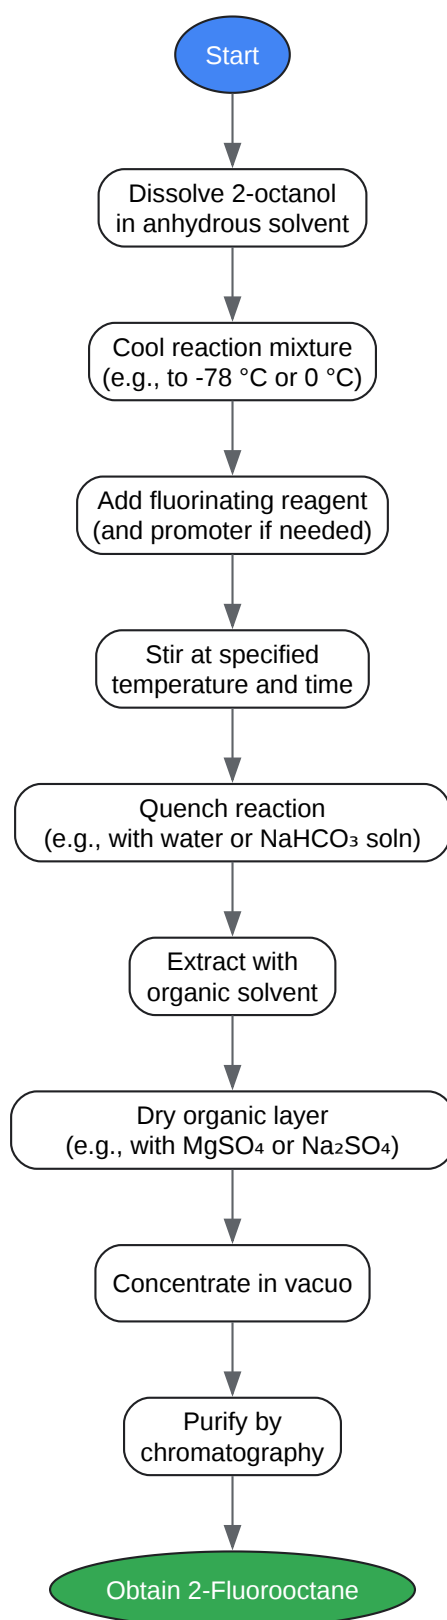 Start
Dissolve 2-octanol
in anhydrous solvent
Cool reaction mixture
(e.g., to -78 °C or 0 °C)
Add fluorinating reagent
(and promoter if needed)
Stir at specified
temperature and time
Quench reaction
(e.g., with water or NaHCO₃ soln)
Extract with
organic solvent
Dry organic layer
(e.g., with MgSO₄ or Na₂SO₄)
Concentrate in vacuo
Purify by
chromatography
Obtain 2-Fluorooctane